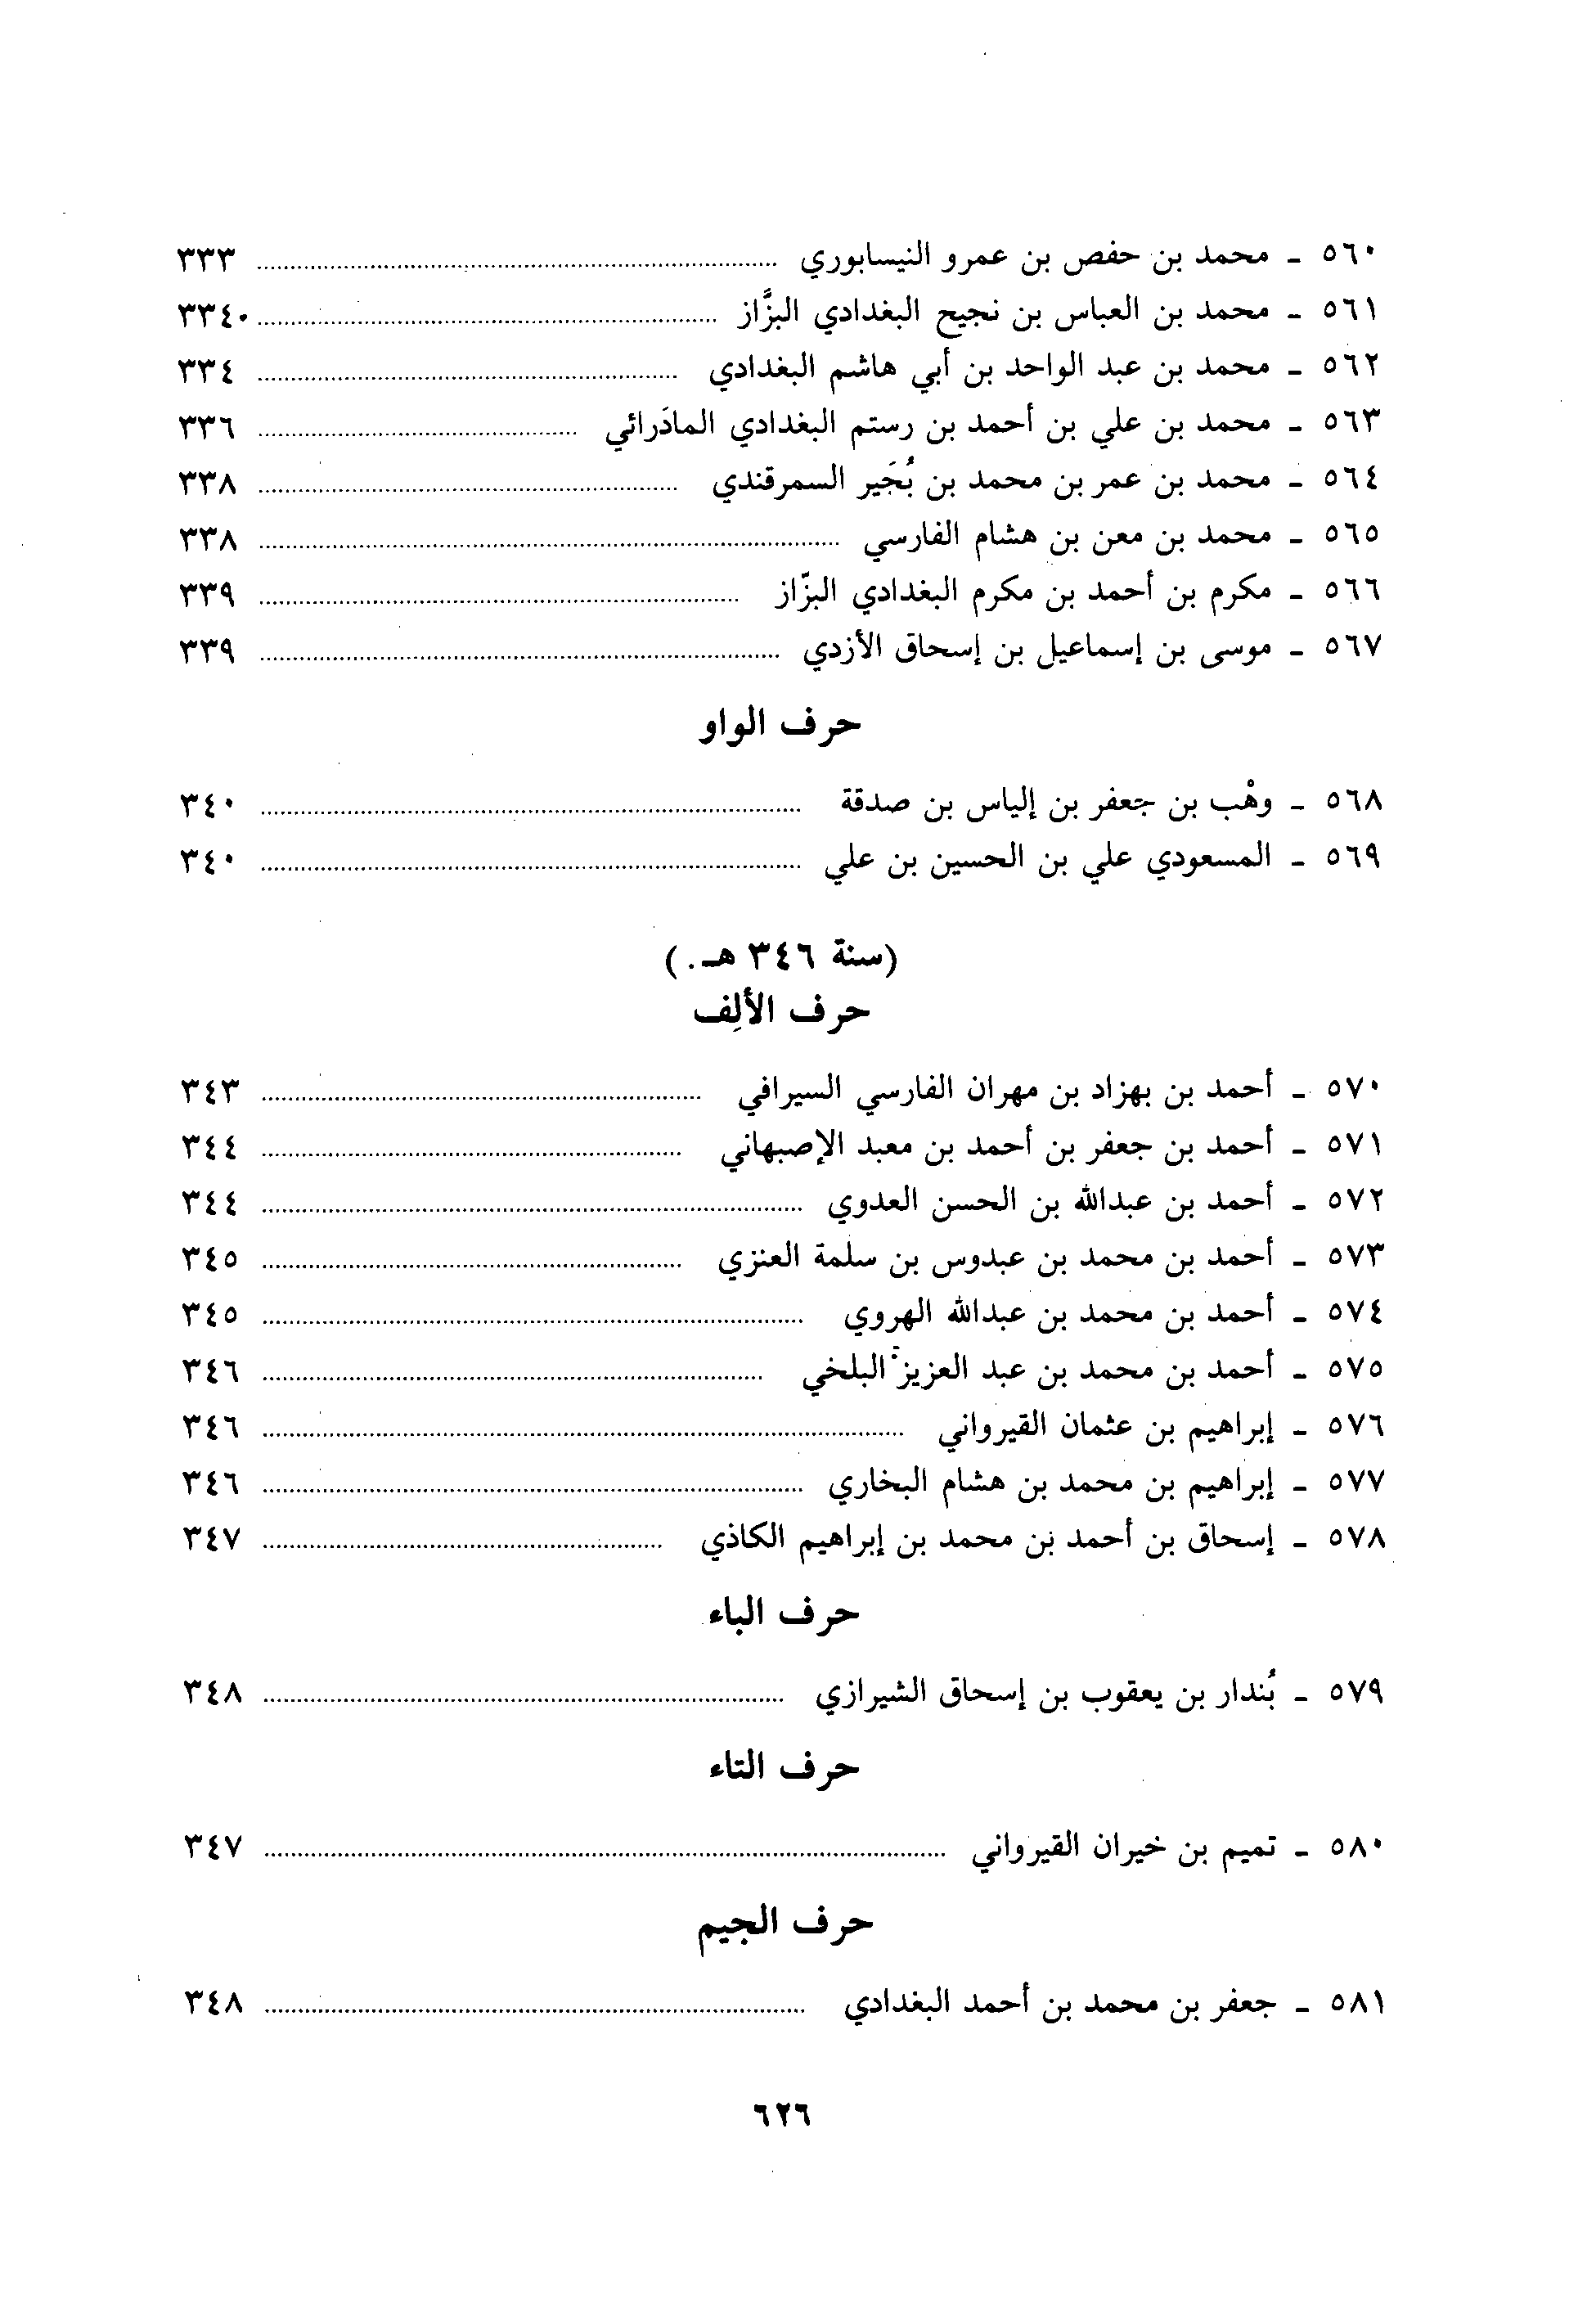 ٥٦٠ - محمد بن حفص بن عمرو النيسابوري ........ ٣٣٣
٥٦١ - محمد بن العباس بن نجيح البغدادي البزَّاز ........ ٣٣٤٠
٥٦٢ - محمد بن عبد الواحد بن أبي هاشم البغدادي ........ ٣٣٤
٥٦٣ - محمد بن علي بن أحمد بن رستم البغدادي المادَرائي ........ ٣٣٦
٥٦٤ - محمد بن عمر بن محمد بن بُجَير السمرقندي ........ ٣٣٨
٥٦٥ - محمد بن معن بن هشام الفارسي ........ ٣٣٨
٥٦٦ - مكرم بن أحمد بن مكرم البغدادي البزّاز ........ ٣٣٩
٥٦٧ - موسى بن إسماعيل بن إسحاق الأزدي ........ ٣٣٩
حرف الواو
٥٦٨ - وهْب بن جعفر بن إلياس بن صدقة ........ ٣٤٠
٥٦٩ - المسعودي علي بن الحسين بن علي ........ ٣٤٠
(سنة ٣٤٦ هـ.)
حرف الألِف
٥٧٠ - أحمد بن بهزاد بن مهران الفارسي السيرافي ........ ٣٤٣
٥٧١ - أحمد بن جعفر بن أحمد بن معبد الإصبهاني ........ ٣٤٤
٥٧٢ - أحمد بن عبدالله بن الحسن العدوي ........ ٣٤٤
٥٧٣ - أحمد بن محمد بن عبدوس بن سلمة العنزي ........ ٣٤٥
٥٧٤ - أحمد بن محمد بن عبدالله الهروي ........ ٣٤٥
٥٧٥ - أحمد بن محمد بن عبد العزيز البلخي ........ ٣٤٦
٥٧٦ - إبراهيم بن عثمان القيرواني ........ ٣٤٦
٥٧٧ - إبراهيم بن محمد بن هشام البخاري ........ ٣٤٦
٥٧٨ - إسحاق بن أحمد بن محمد بن إبراهيم الكاذي ........ ٣٤٧
حرف الباء
٥٧٩ - بُندار بن يعقوب بن إسحاق الشيرازي ........ ٣٤٨
حرف التاء
٥٨٠ - تميم بن خيران القيرواني ........ ٣٤٧
حرف الجيم
٥٨١ - جعفر بن محمد بن أحمد البغدادي ........ ٣٤٨
٦٢٦